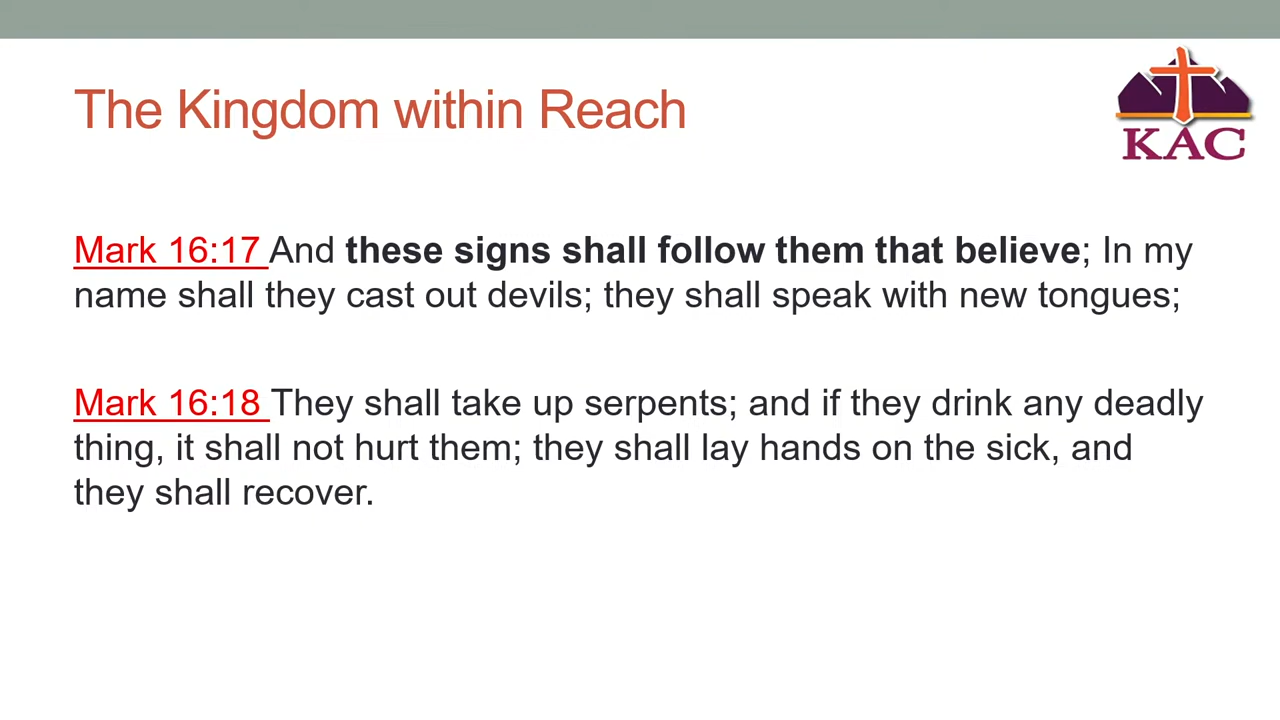 The Kingdom within Reach
KAC
Mark 16:17 And these signs shall follow them that believe; In my
name shall they cast out devils; they shall speak with new tongues;
Mark 16:18 They shall take up serpents; and if they drink any deadly
thing, it shall not hurt them; they shall lay hands on the sick, and
they shall recover.